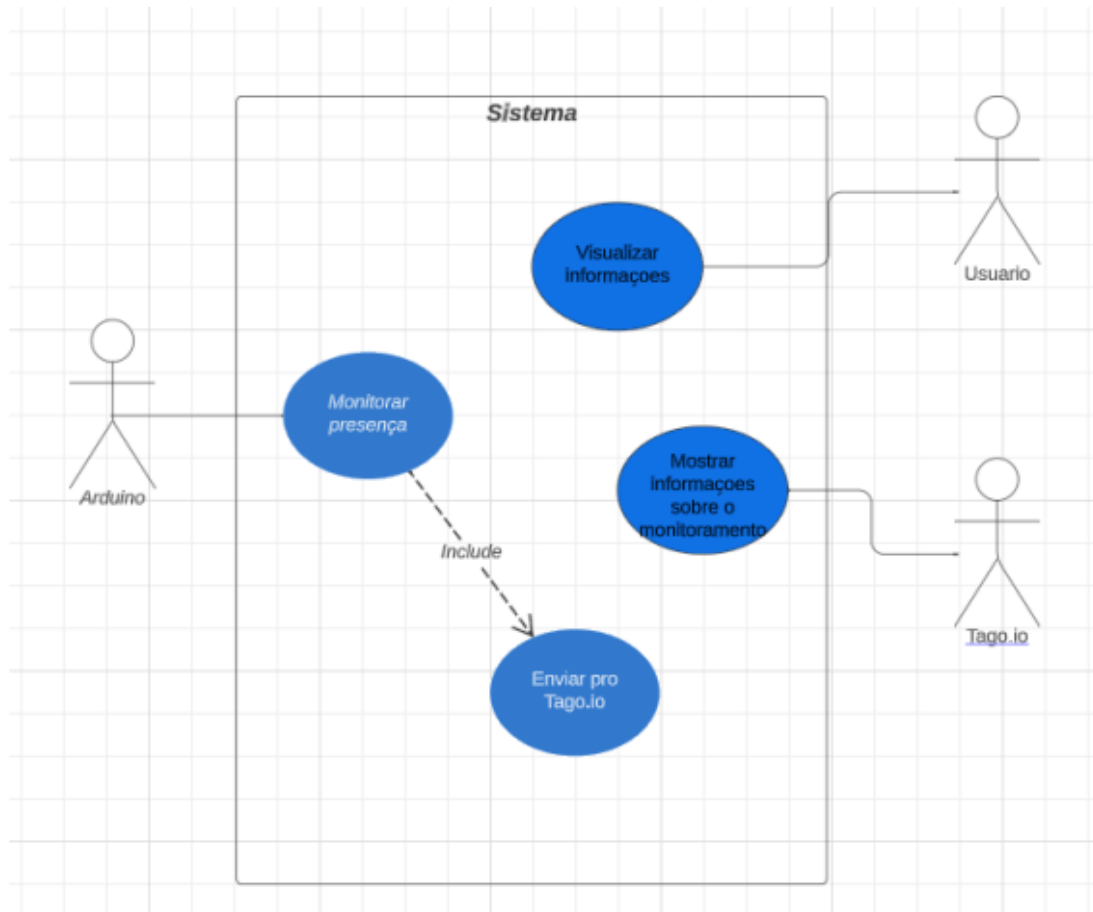 Sistema
Visualizar
informaçoes
Usuario
Monitorar
presença
Arduino
Mostrar
informaçoes
sobre o
monitoramento
Include
Tago.io
Enviar pro
Tago.io